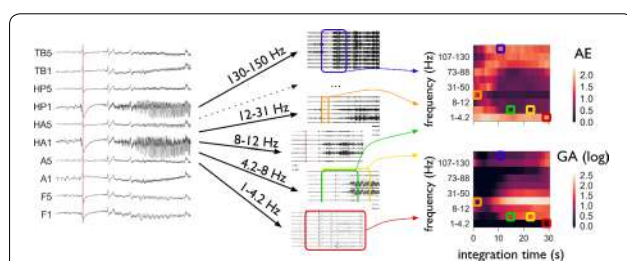 TB5
TB1
HP5
HP1
HA5
HA1
A5
A1
F5
F1
130-150 Hz
...
12-31 Hz
8-12 Hz
4.2-8 Hz
1-4.2 Hz
AE
frequency (Hz)
107-130
73-88
31-50
8-12
1-4.2
2.0
1.5
1.0
0.5
0.0
GA (log)
frequency (Hz)
107-130
73-88
31-50
8-12
1-4.2
2.5
2.0
1.5
1.0
0.5
0 10 20 30
integration time (s)